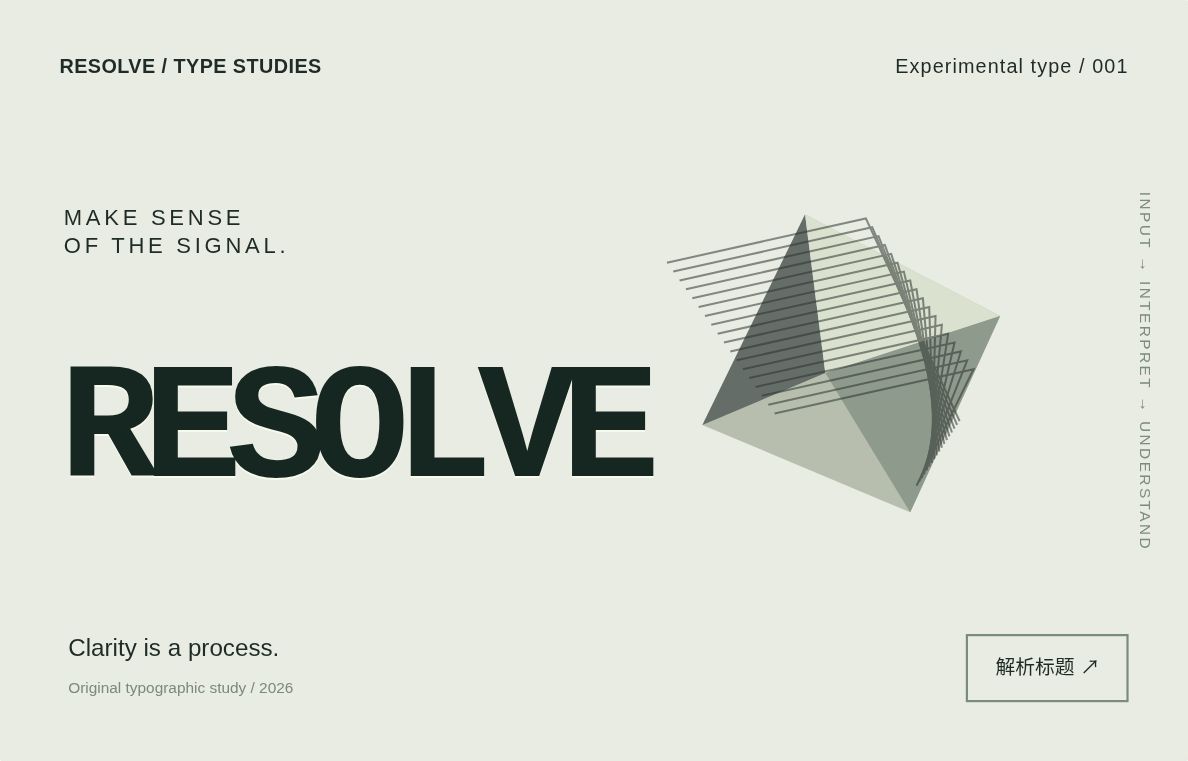 RESOLVE / TYPE STUDIES
Experimental type / 001
MAKE SENSE
OF THE SIGNAL.
RESOLVE
INPUT → INTERPRET → UNDERSTAND
Clarity is a process.
Original typographic study / 2026
解析标题 ↗